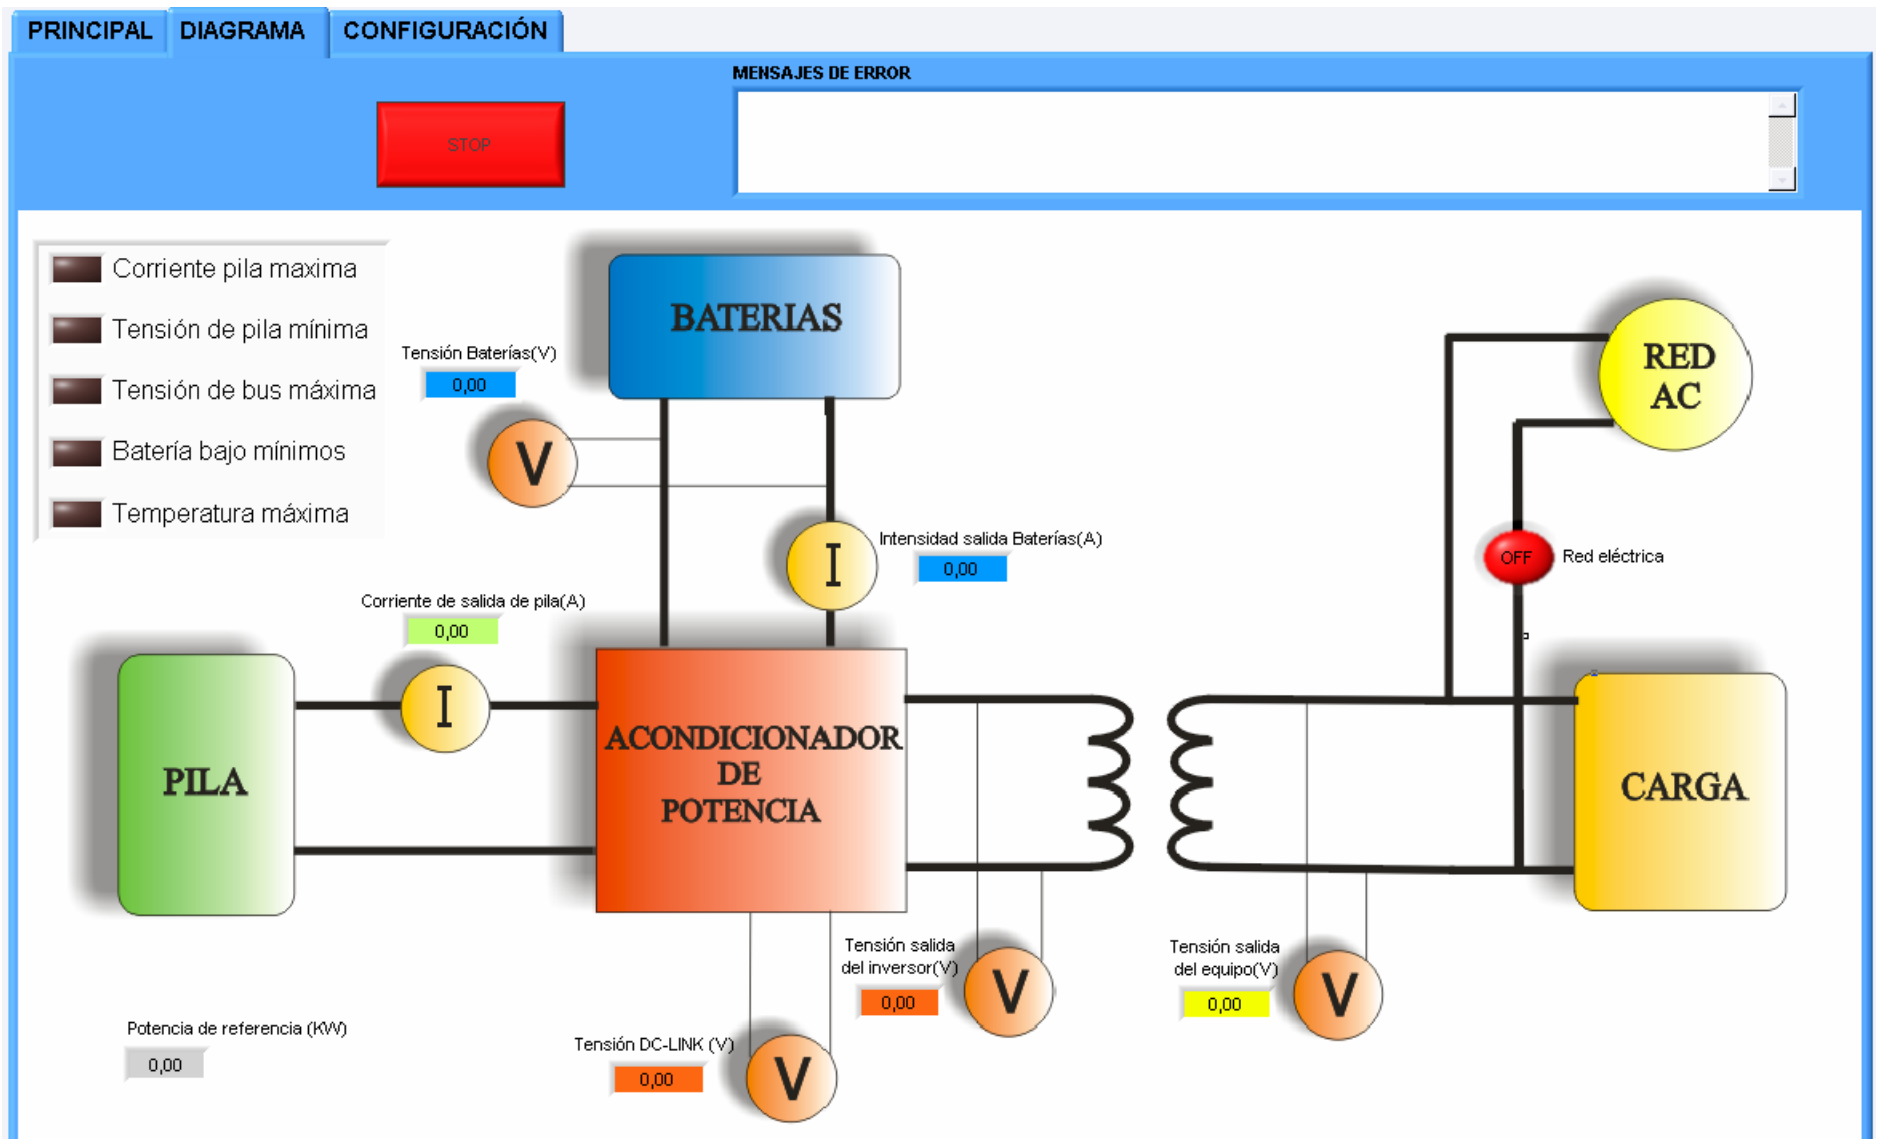 PRINCIPAL
DIAGRAMA
CONFIGURACIÓN
MENSAJES DE ERROR
STOP
Corriente pila maxima
Tensión de pila mínima
Tensión de bus máxima
Batería bajo mínimos
Temperatura máxima
BATERIAS
Tensión Baterías(V)
0,00
V
I
Intensidad salida Baterías(A)
0,00
RED
AC
OFF
Red eléctrica
Corriente de salida de pila(A)
0,00
I
PILA
ACONDICIONADOR
DE
POTENCIA
CARGA
Tensión salida
del inversor(V)
0,00
V
Tensión salida
del equipo(V)
0,00
V
Potencia de referencia (KW)
0,00
Tensión DC-LINK (V)
0,00
V